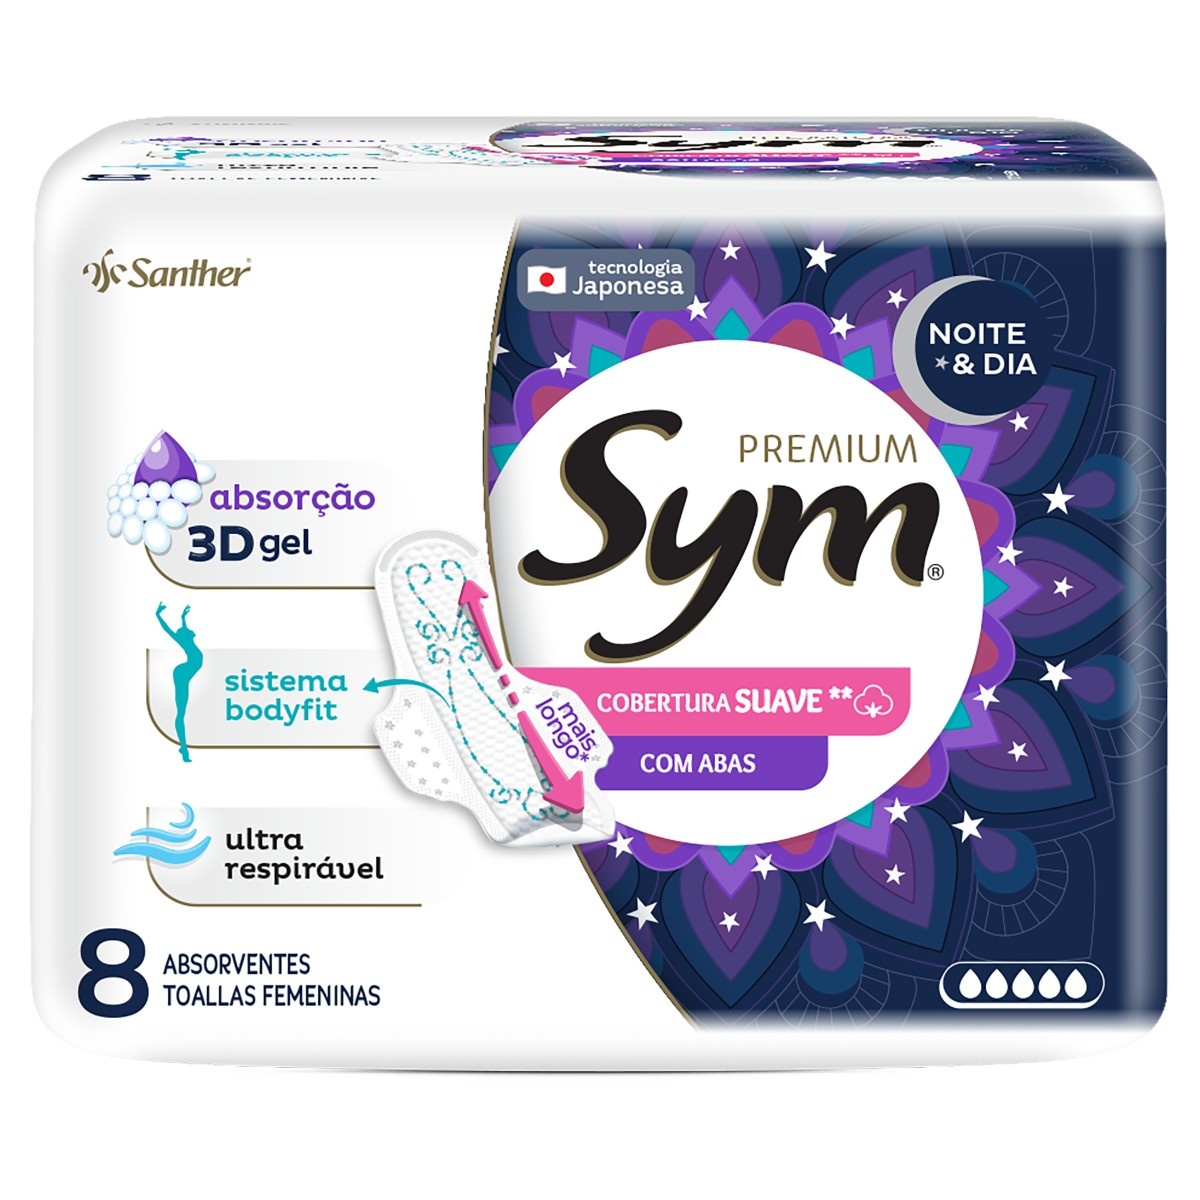 Santher®
tecnologia
Japonesa
NOITE
& DIA
PREMIUM
Sym®
COBERTURA SUAVE **
COM ABAS
absorção
3D gel
sistema
bodyfit
mais
longo*
ultra
respirável
8 ABSORVENTES
TOALLAS FEMENINAS